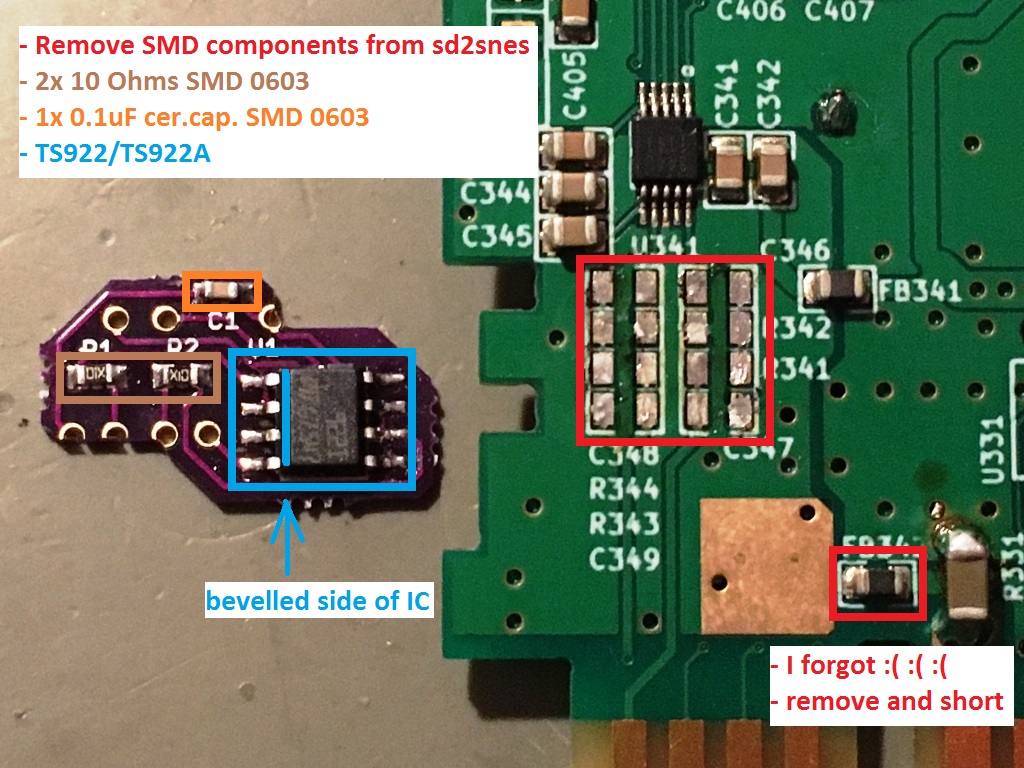 - Remove SMD components from sd2snes
- 2x 10 Ohms SMD 0603
- 1x 0.1uF cer.cap. SMD 0603
- TS922/TS922A
C406 C407
C405
C341
C342
C344
C345
U341
C346
FB341
R342
R341
C1
R1
R2
U1
C348
C347
R344
R343
C349
U331
R331
bevelled side of IC
- I forgot :( :( :(
- remove and short